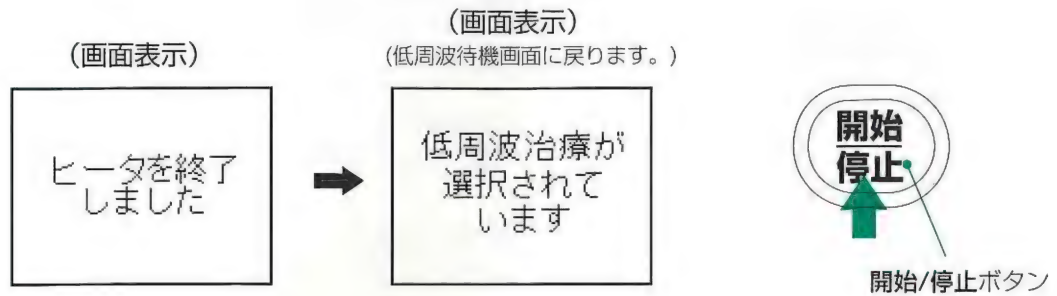 (画面表示)
ヒータを終了
しました
(画面表示)
(低周波待機画面に戻ります。)
低周波治療が
選択されて
います
開始
停止
開始/停止ボタン